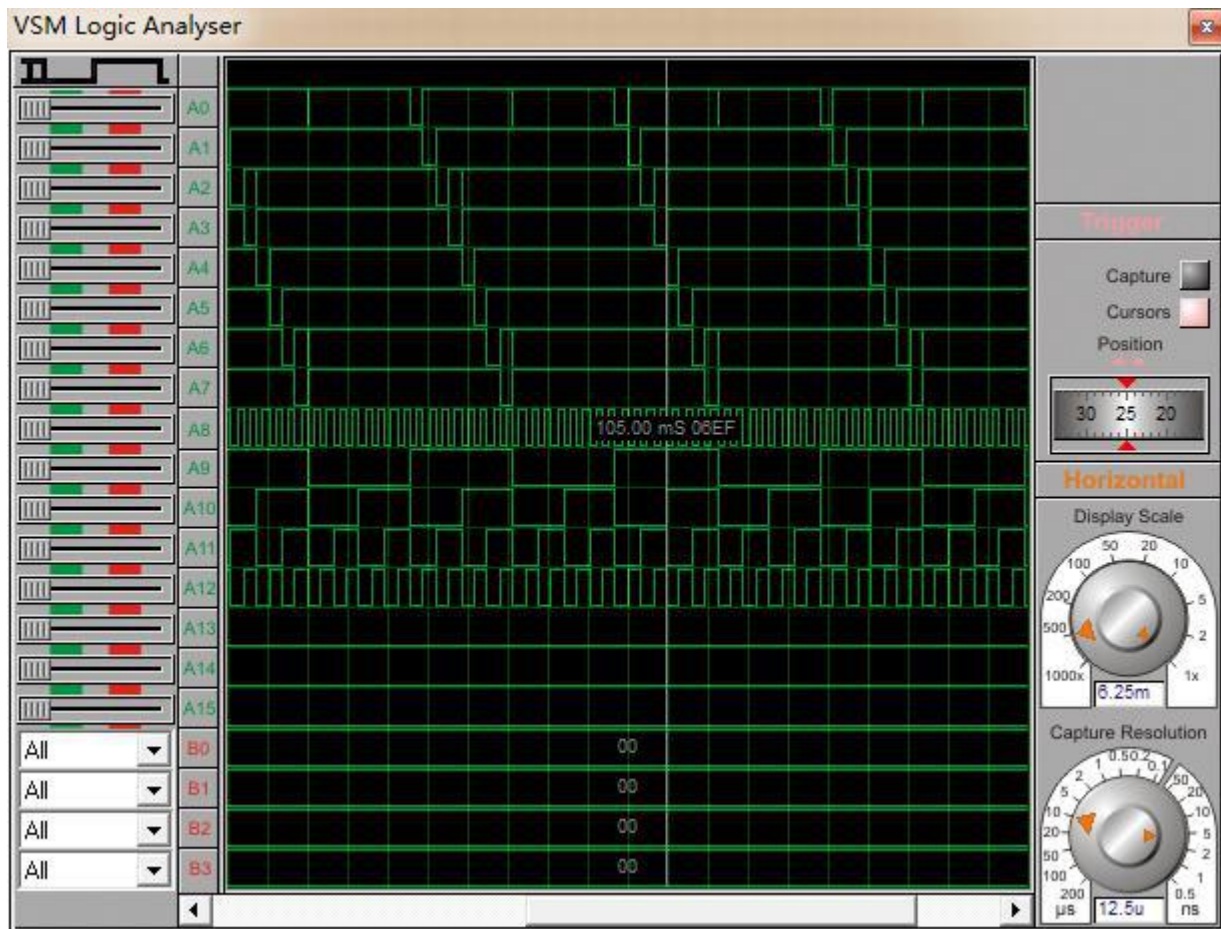 VSM Logic Analyser
A0
A1
A2
A3
A4
A5
A6
A7
A8
A9
A10
A11
A12
A13
A14
A15
All B0
All B1
All B2
All B3
105.00 mS 06EF
00
00
00
00
Trigger
Capture
Cursors
Position
30 25 20
Horizontal
Display Scale
1000x 500 200 100 50 20 10 5 2 1x
6.25m
Capture Resolution
200 100 50 20 10 5 2 1 0.5 0.2 0.1 50 20 10 5 2 1 0.5
µs 12.5u ns